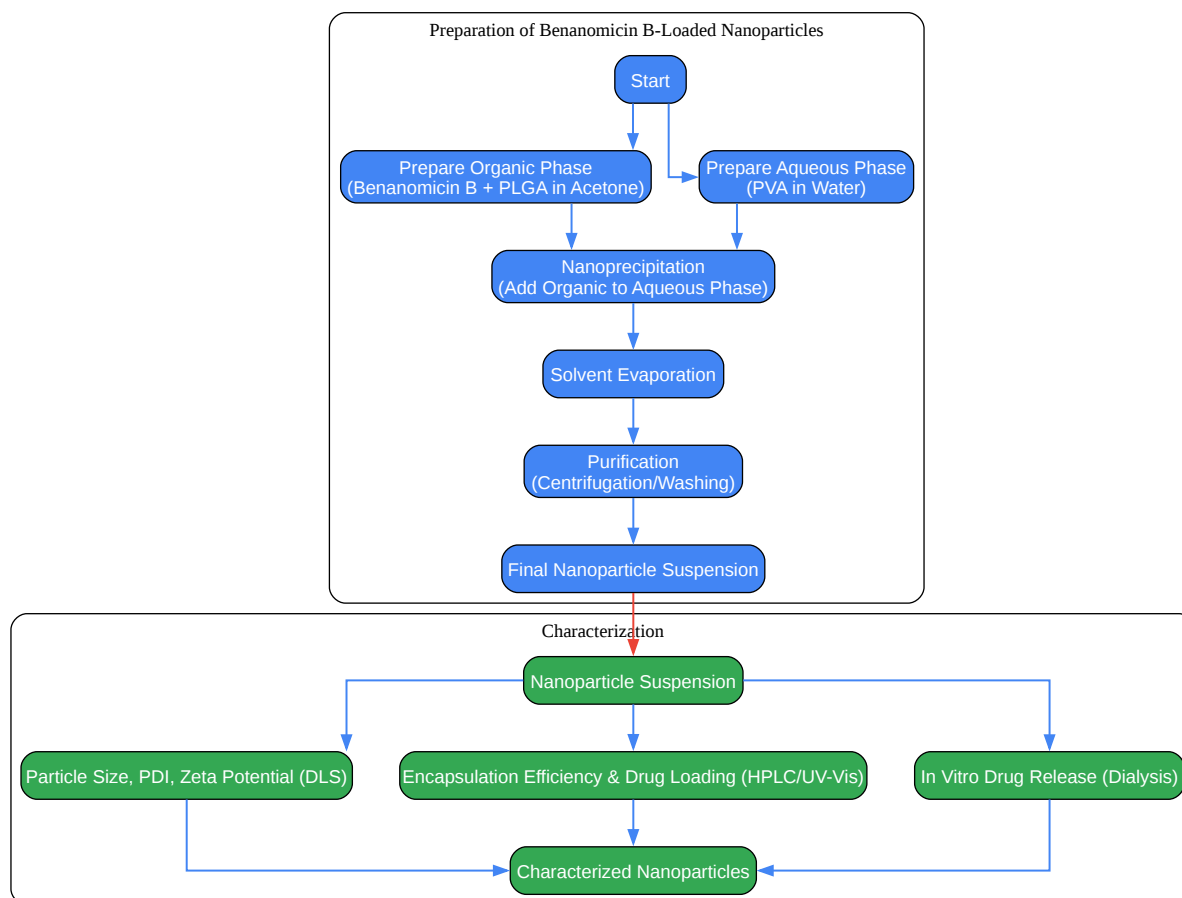 Preparation of Benanomicin B-Loaded Nanoparticles
Start
Prepare Organic Phase
(Benanomicin B + PLGA in Acetone)
Prepare Aqueous Phase
(PVA in Water)
Nanoprecipitation
(Add Organic to Aqueous Phase)
Solvent Evaporation
Purification
(Centrifugation/Washing)
Final Nanoparticle Suspension
Characterization
Nanoparticle Suspension
Particle Size, PDI, Zeta Potential (DLS)
Encapsulation Efficiency & Drug Loading (HPLC/UV-Vis)
In Vitro Drug Release (Dialysis)
Characterized Nanoparticles